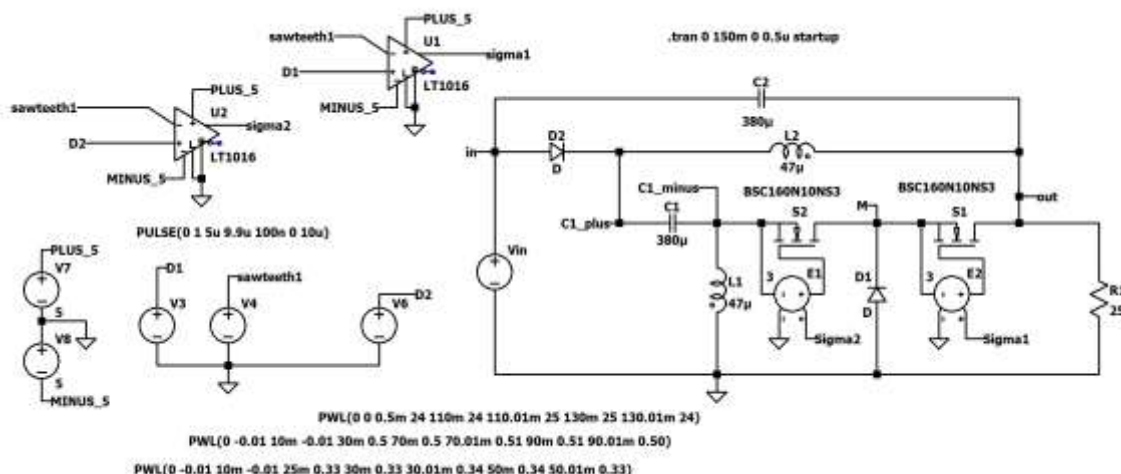 PLUS_5
sawteeth1
U1
sigma1
D1
LT1016
MINUS_5
.tran 0 150m 0 0.5u startup
PLUS_5
sawteeth1
U2
sigma2
D2
LT1016
MINUS_5
C2
380µ
in
D2
D
L2
47µ
C1_minus
BSC160N10NS3
BSC160N10NS3
C1
C1_plus
380µ
S2
M
S1
out
PULSE(0 1 5u 9.9u 100n 0 10u)
PLUS_5
V7
5
V8
5
MINUS_5
D1
V3
sawteeth1
V4
D2
V6
Vin
L1
47µ
3
E1
Sigma2
D1
D
3
E2
Sigma1
R1
25
PWL(0 0 0.5m 24 110m 24 110.01m 25 130m 25 130.01m 24)
PWL(0 -0.01 10m -0.01 30m 0.5 70m 0.5 70.01m 0.51 90m 0.51 90.01m 0.50)
PWL(0 -0.01 10m -0.01 25m 0.33 30m 0.33 30.01m 0.34 50m 0.34 50.01m 0.33)